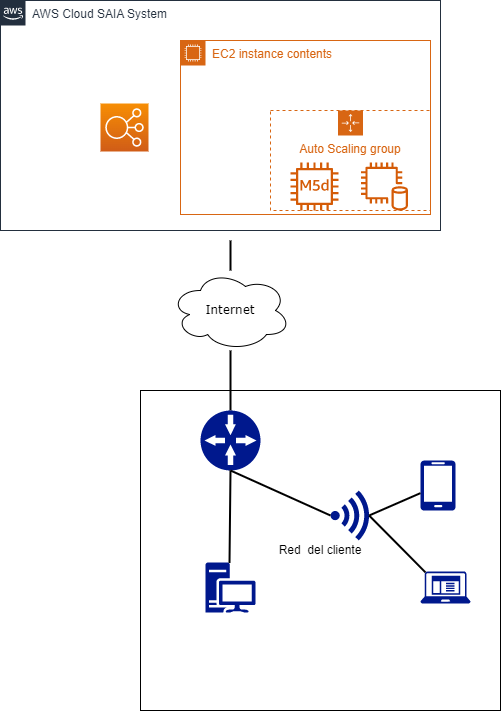 aws
AWS Cloud SAIA System
EC2 instance contents
Auto Scaling group
M5d
Internet
Red del cliente